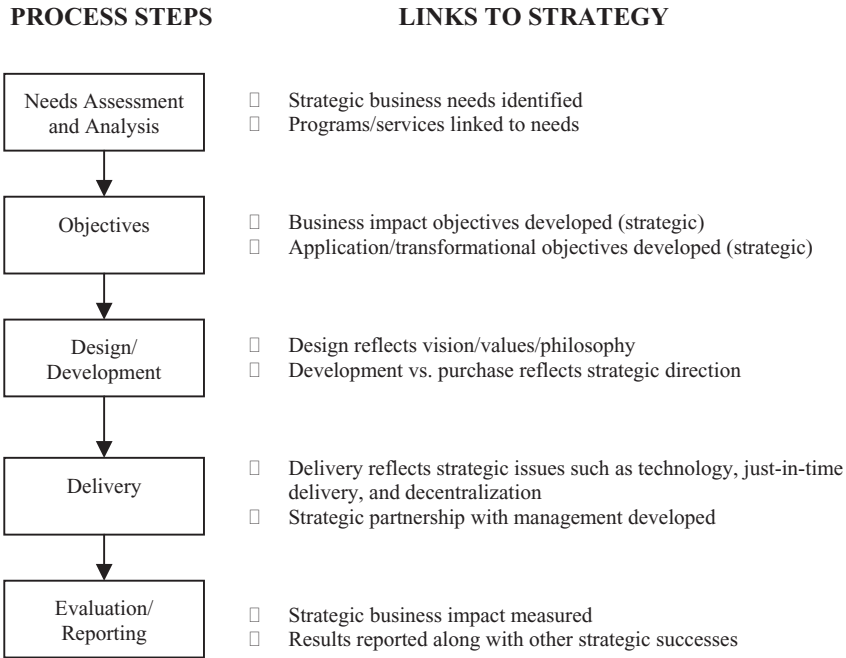 PROCESS STEPS
LINKS TO STRATEGY
Needs Assessment
and Analysis
Strategic business needs identified
Programs/services linked to needs
Objectives
Business impact objectives developed (strategic)
Application/transformational objectives developed (strategic)
Design/
Development
Design reflects vision/values/philosophy
Development vs. purchase reflects strategic direction
Delivery
Delivery reflects strategic issues such as technology, just-in-time
delivery, and decentralization
Strategic partnership with management developed
Evaluation/
Reporting
Strategic business impact measured
Results reported along with other strategic successes